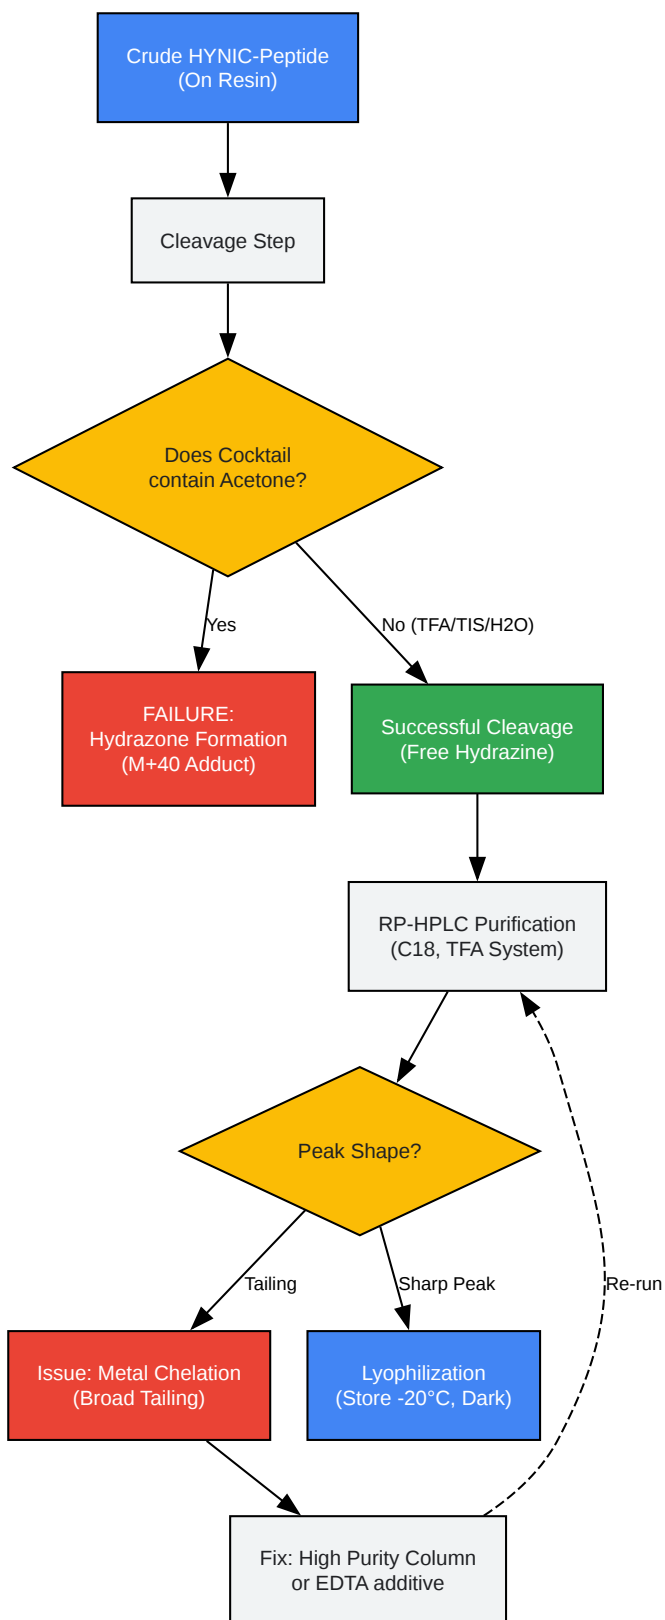 Crude HYNIC-Peptide
(On Resin)
Cleavage Step
Does Cocktail
contain Acetone?
Yes
No (TFA/TIS/H2O)
FAILURE:
Hydrazone Formation
(M+40 Adduct)
Successful Cleavage
(Free Hydrazine)
RP-HPLC Purification
(C18, TFA System)
Peak Shape?
Tailing
Sharp Peak
Re-run
Issue: Metal Chelation
(Broad Tailing)
Lyophilization
(Store -20°C, Dark)
Fix: High Purity Column
or EDTA additive